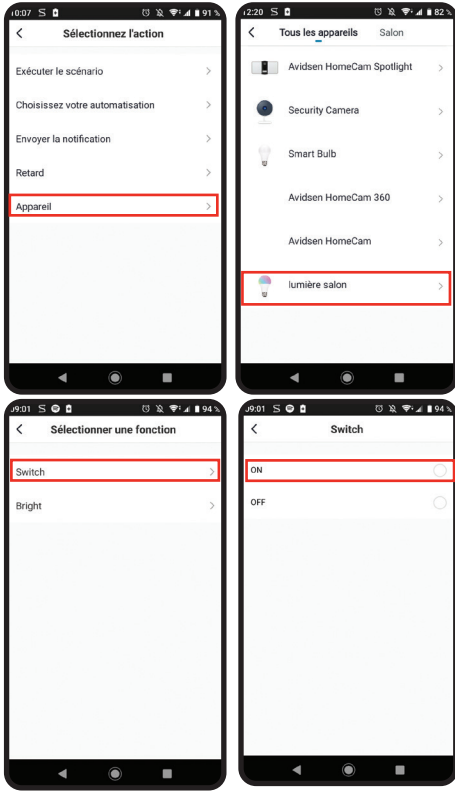 10:07 S 91 %
Sélectionnez l'action
Exécuter le scénario
Choisissez votre automatisation
Envoyer la notification
Retard
Appareil
12:20 S 82 %
Tous les appareils Salon
Avidsen HomeCam Spotlight
Security Camera
Smart Bulb
Avidsen HomeCam 360
Avidsen HomeCam
lumière salon
09:01 S 94 %
Sélectionner une fonction
Switch
Bright
09:01 S 94 %
Switch
ON
OFF